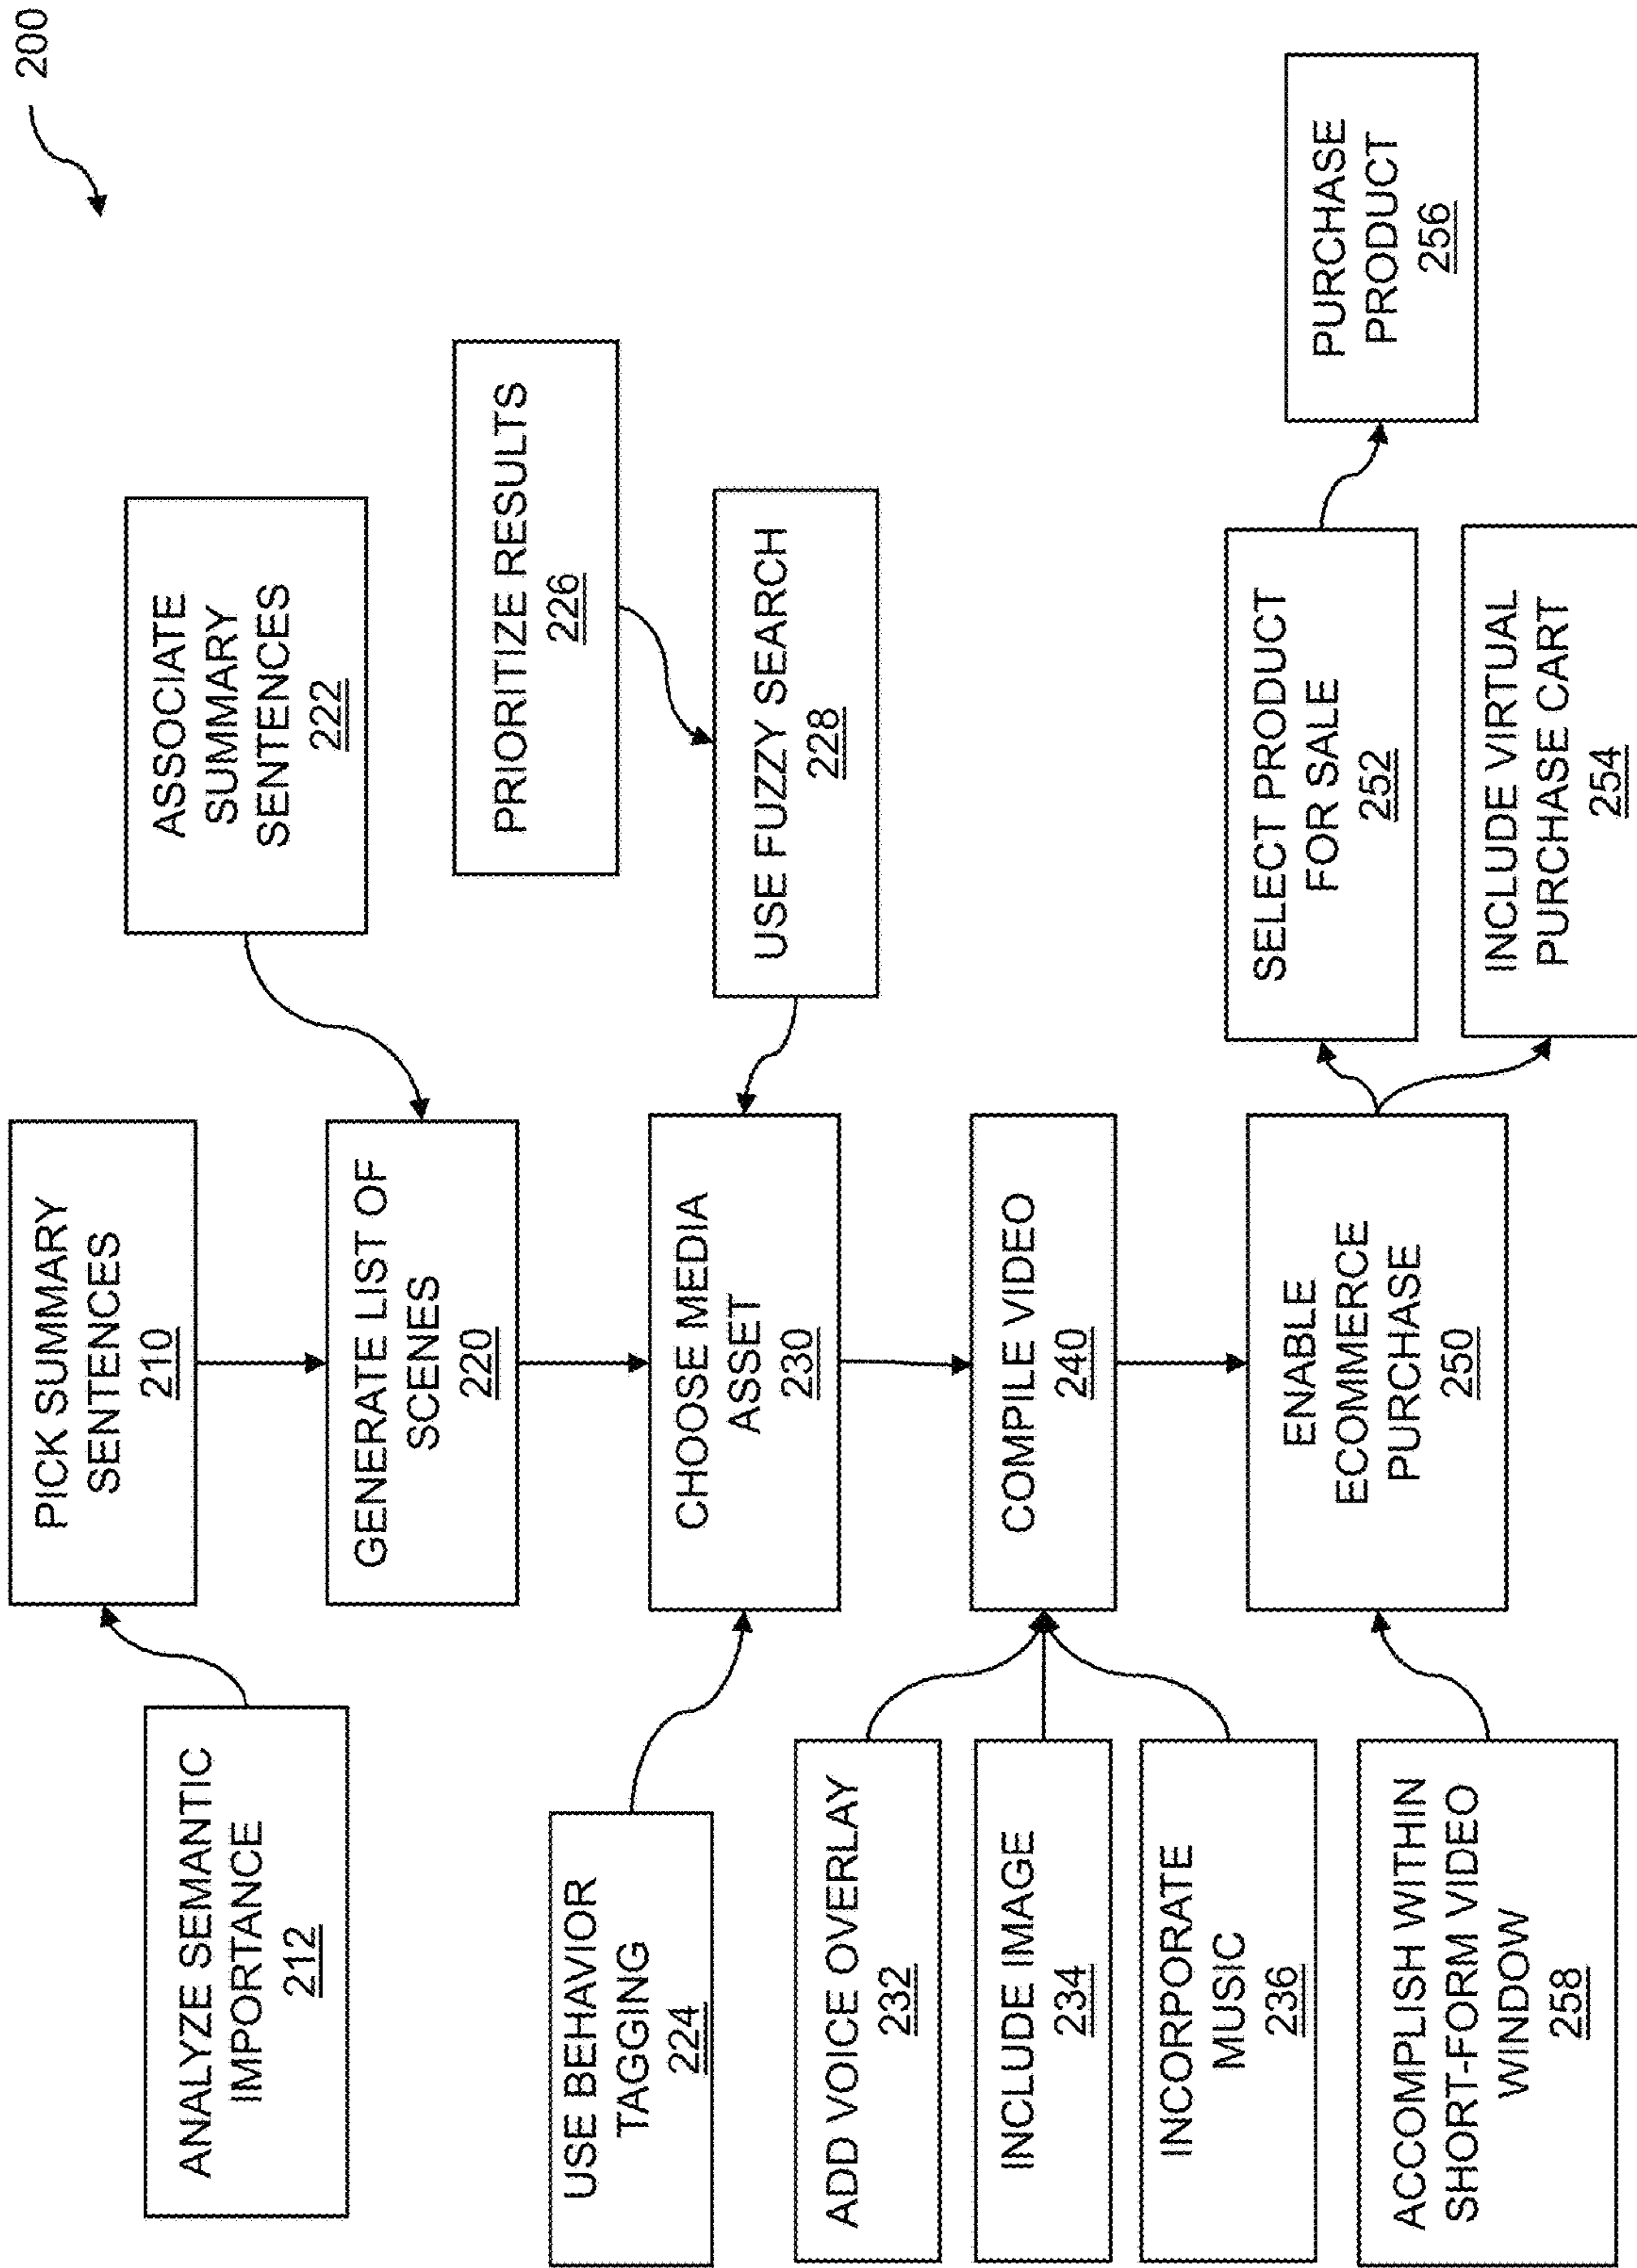 200
PICK SUMMARY
SENTENCES
210
ANALYZE SEMANTIC
IMPORTANCE
212
GENERATE LIST OF
SCENES
220
ASSOCIATE
SUMMARY
SENTENCES
222
USE BEHAVIOR
TAGGING
224
CHOOSE MEDIA
ASSET
230
PRIORITIZE RESULTS
226
USE FUZZY SEARCH
228
ADD VOICE OVERLAY
232
INCLUDE IMAGE
234
INCORPORATE
MUSIC
236
COMPILE VIDEO
240
ACCOMPLISH WITHIN
SHORT-FORM VIDEO
WINDOW
258
ENABLE
ECOMMERCE
PURCHASE
250
SELECT PRODUCT
FOR SALE
252
INCLUDE VIRTUAL
PURCHASE CART
254
PURCHASE
PRODUCT
256